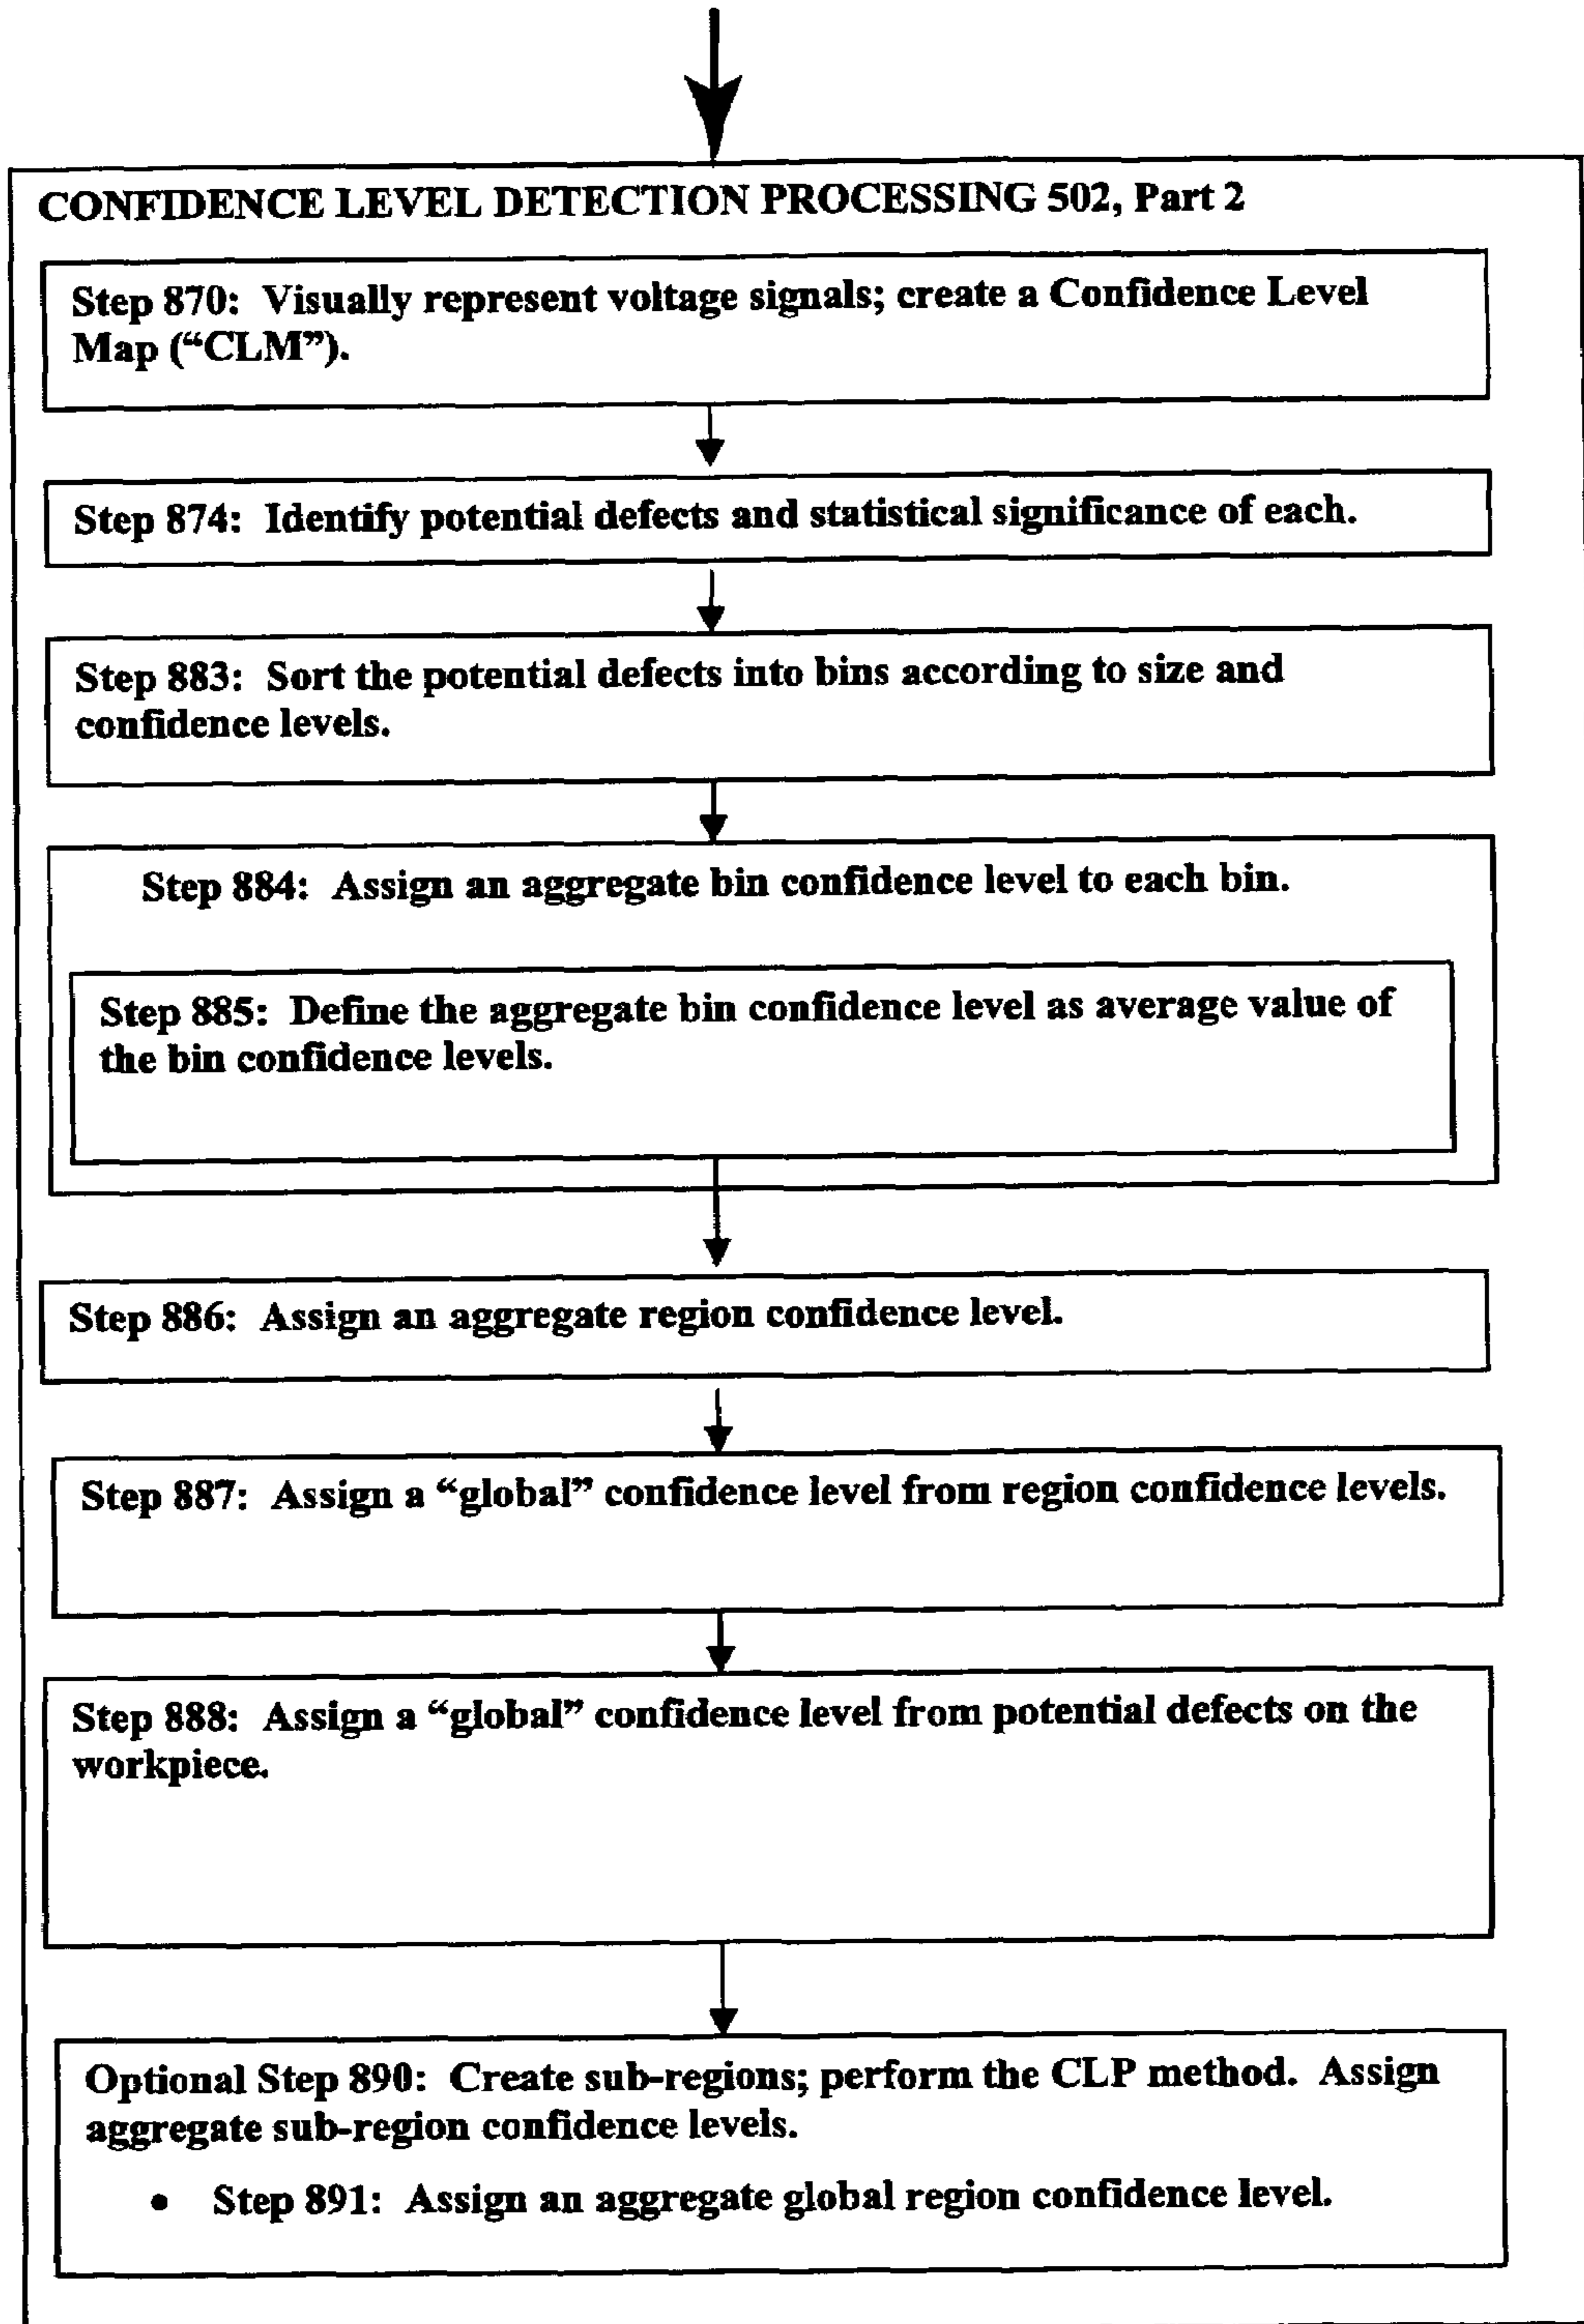 CONFIDENCE LEVEL DETECTION PROCESSING 502, Part 2
Step 870: Visually represent voltage signals; create a Confidence Level
Map (“CLM”).
Step 874: Identify potential defects and statistical significance of each.
Step 883: Sort the potential defects into bins according to size and
confidence levels.
Step 884: Assign an aggregate bin confidence level to each bin.
Step 885: Define the aggregate bin confidence level as average value of
the bin confidence levels.
Step 886: Assign an aggregate region confidence level.
Step 887: Assign a “global” confidence level from region confidence levels.
Step 888: Assign a “global” confidence level from potential defects on the
workpiece.
Optional Step 890: Create sub-regions; perform the CLP method. Assign
aggregate sub-region confidence levels.
• Step 891: Assign an aggregate global region confidence level.